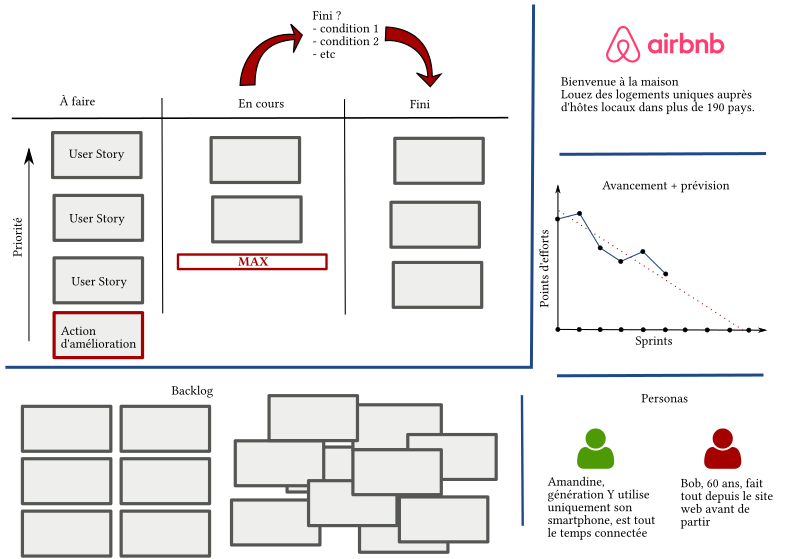 Fini ?
- condition 1
- condition 2
- etc
À faire
En cours
Fini
Priorité
User Story
User Story
User Story
Action
d'amélioration
MAX
airbnb
Bienvenue à la maison
Louez des logements uniques auprès
d'hôtes locaux dans plus de 190 pays.
Avancement + prévision
Points d'efforts
Sprints
Backlog
Personas
Amandine,
génération Y utilise
uniquement son
smartphone, est tout
le temps connectée
Bob, 60 ans, fait
tout depuis le site
web avant de
partir